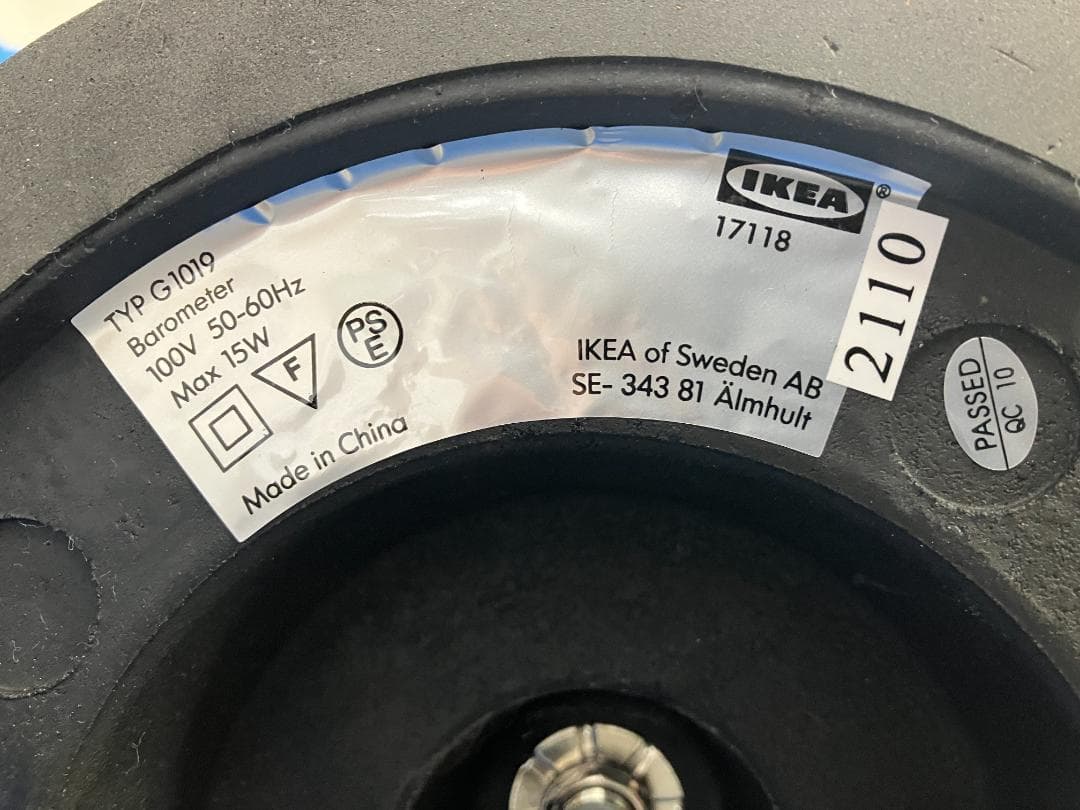 TYP G1019
Barometer
100V 50-60Hz
Max 15W
F
PS
E
Made in China
IKEA®
17118
IKEA of Sweden AB
SE- 343 81 Älmhult
2110
PASSED
QC 10